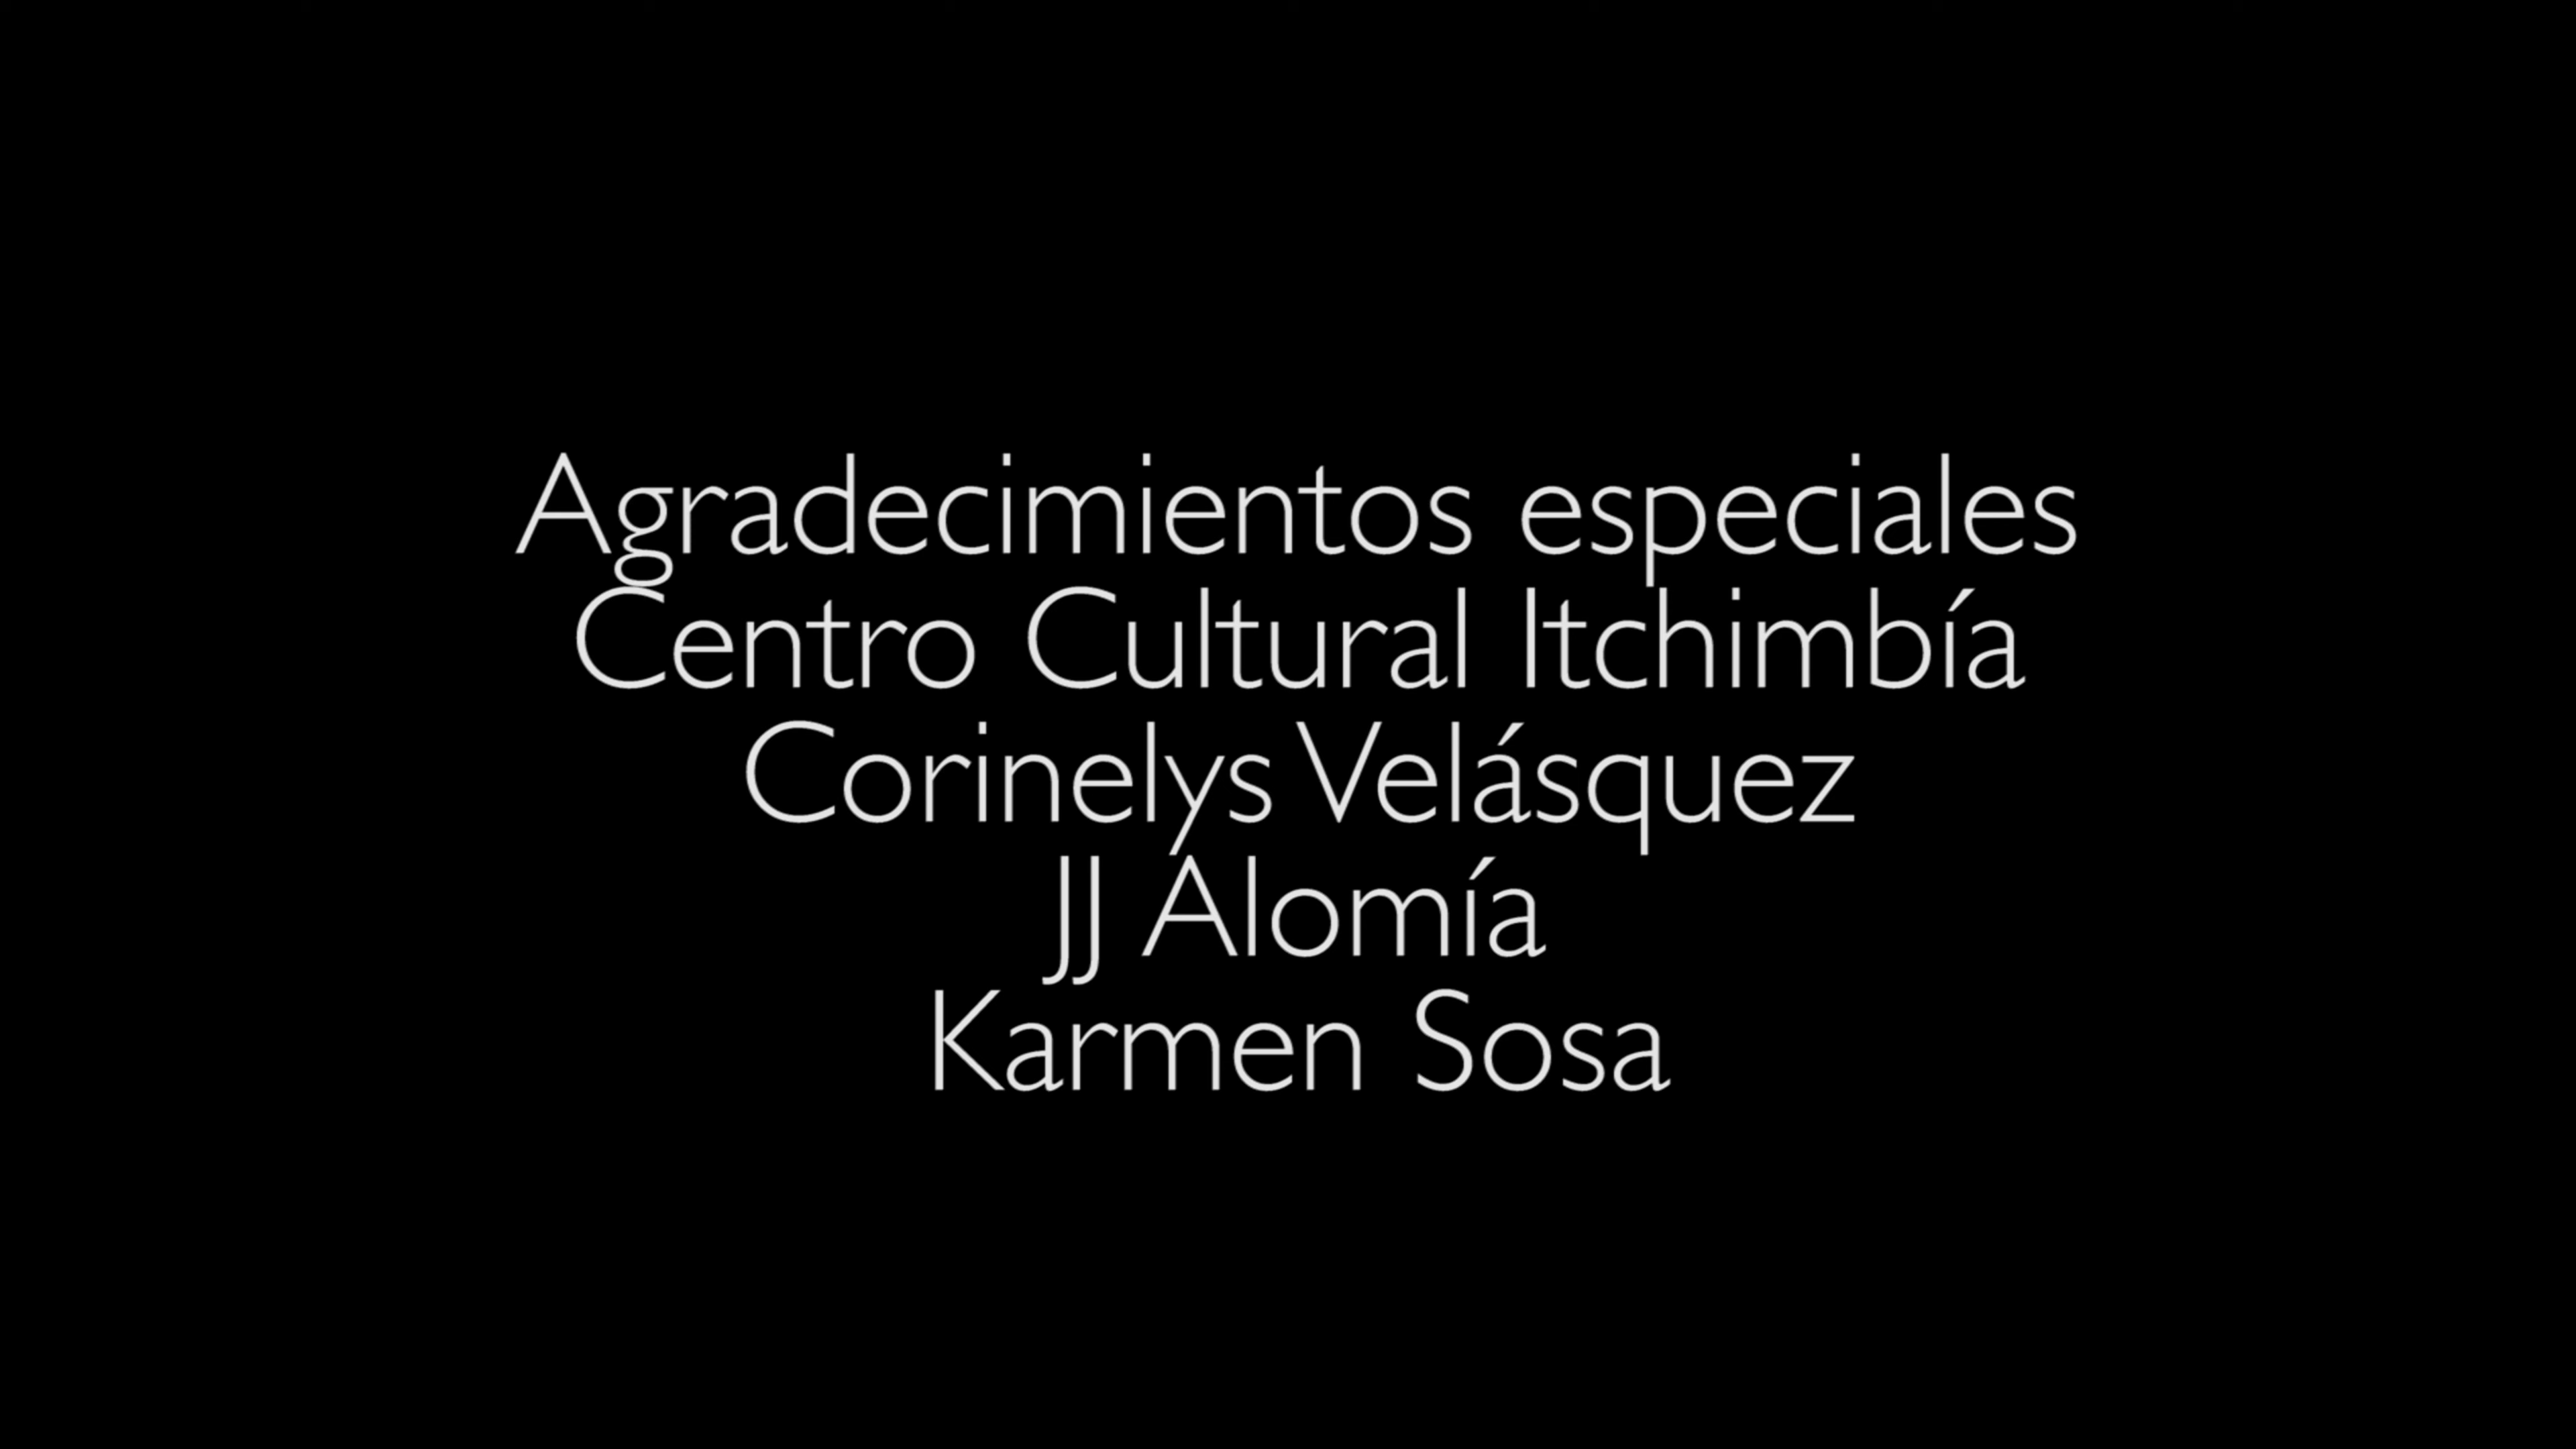 Agradecimientos especiales
Centro Cultural Itchimbía
Corinelys Velásquez
JJ Alomía
Karmen Sosa